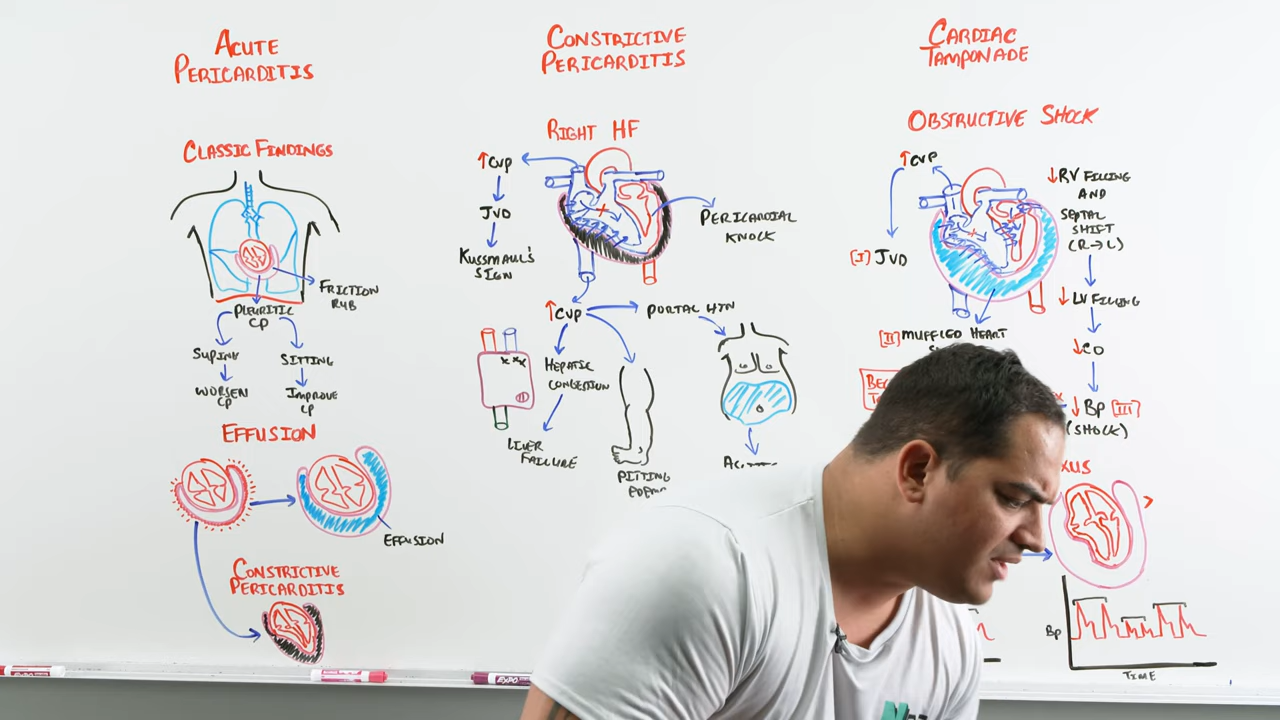 ACUTE
PERICARDITIS
CLASSIC FINDINGS
FRICTION
RUB
PLEURITIC
CP
SUPINE
SITTING
WORSEN
CP
IMPROVE
CP
EFFUSION
EFFUSION
CONSTRICTIVE
PERICARDITIS
CONSTRICTIVE
PERICARDITIS
RIGHT HF
↑CVP
JVD
KUSSMAUL'S
SIGN
PERICARDIAL
KNOCK
↑CVP
PORTAL HTN
HEPATIC
CONGESTION
LIVER
FAILURE
PITTING
EDEMA
CARDIAC
TAMPONADE
OBSTRUCTIVE SHOCK
↑CVP
[I] JVD
[II] MUFFLED HEART
↓RV FILLING
AND
SEPTAL
SHIFT
(R→L)
↓LV FILLING
↓CO
↓BP [III]
(SHOCK)
BP
TIME
EXPO